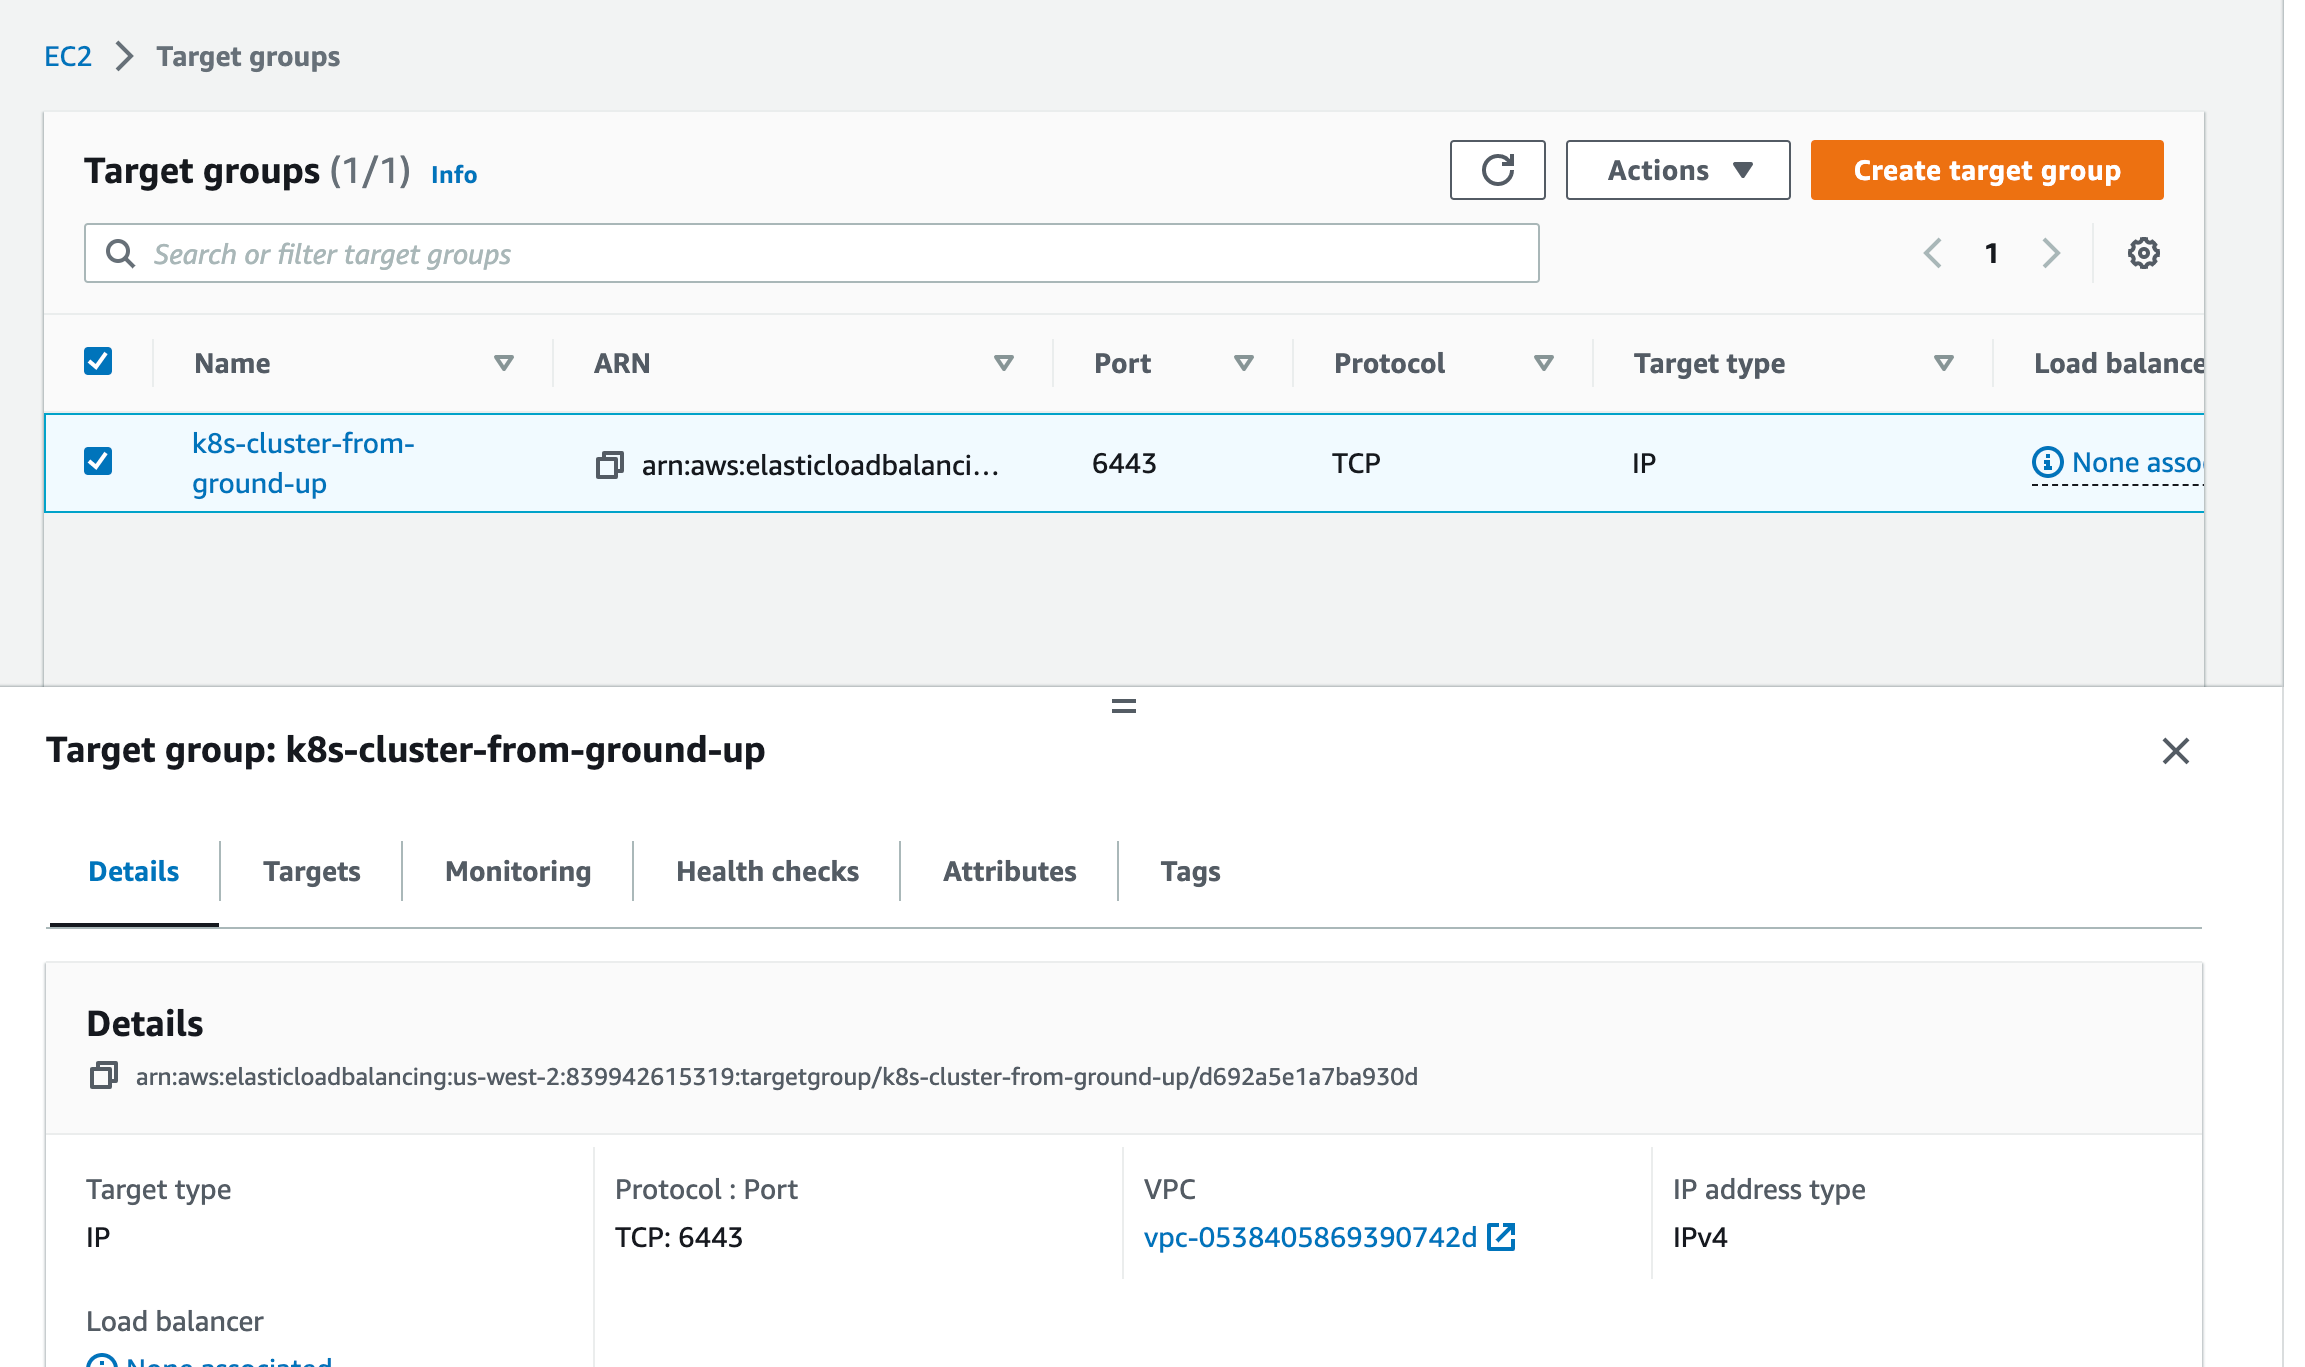 EC2 > Target groups
Target groups (1/1) Info
Actions
Create target group
Search or filter target groups
1
Name ARN Port Protocol Target type Load balance
k8s-cluster-from-
ground-up
arn:aws:elasticloadbalanci... 6443 TCP IP None asso
Target group: k8s-cluster-from-ground-up
Details Targets Monitoring Health checks Attributes Tags
Details
arn:aws:elasticloadbalancing:us-west-2:839942615319:targetgroup/k8s-cluster-from-ground-up/d692a5e1a7ba930d
Target type Protocol : Port VPC IP address type
IP TCP: 6443 vpc-0538405869390742d IPv4
Load balancer
None associated